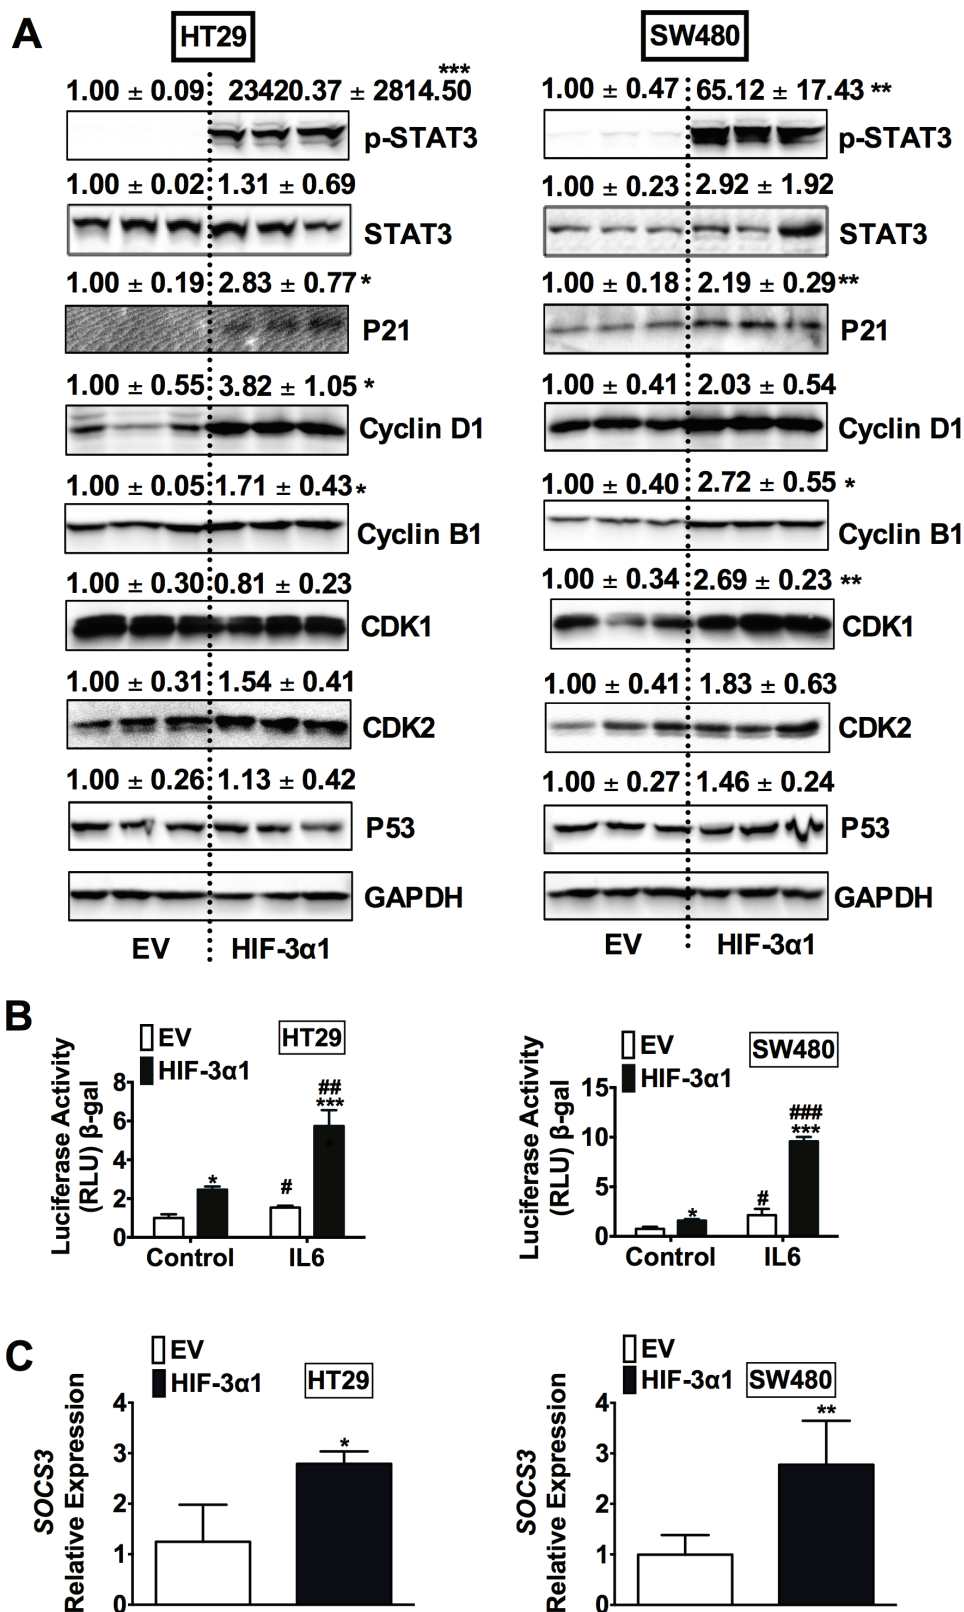 A
HT29
SW480
***
1.00 ± 0.09 23420.37 ± 2814.50
1.00 ± 0.47 65.12 ± 17.43 **
p-STAT3
p-STAT3
1.00 ± 0.02 1.31 ± 0.69
1.00 ± 0.23 2.92 ± 1.92
STAT3
STAT3
1.00 ± 0.19 2.83 ± 0.77 *
1.00 ± 0.18 2.19 ± 0.29**
P21
P21
1.00 ± 0.55 3.82 ± 1.05 *
1.00 ± 0.41 2.03 ± 0.54
Cyclin D1
Cyclin D1
1.00 ± 0.05 1.71 ± 0.43*
1.00 ± 0.40 2.72 ± 0.55 *
Cyclin B1
Cyclin B1
1.00 ± 0.30 0.81 ± 0.23
1.00 ± 0.34 2.69 ± 0.23 **
CDK1
CDK1
1.00 ± 0.31 1.54 ± 0.41
1.00 ± 0.41 1.83 ± 0.63
CDK2
CDK2
1.00 ± 0.26 1.13 ± 0.42
1.00 ± 0.27 1.46 ± 0.24
P53
P53
GAPDH
GAPDH
EV HIF-3α1
EV HIF-3α1
B
EV
HIF-3α1
HT29
Luciferase Activity
(RLU) β-gal
8
6
4
2
0
*
#
##
***
*
Control IL6
EV
HIF-3α1
SW480
Luciferase Activity
(RLU) β-gal
15
10
5
0
*
#
###
***
Control IL6
C
EV
HIF-3α1
HT29
SOCS3
Relative Expression
4
3
2
1
0
*
EV
HIF-3α1
SW480
SOCS3
Relative Expression
4
3
2
1
0
**